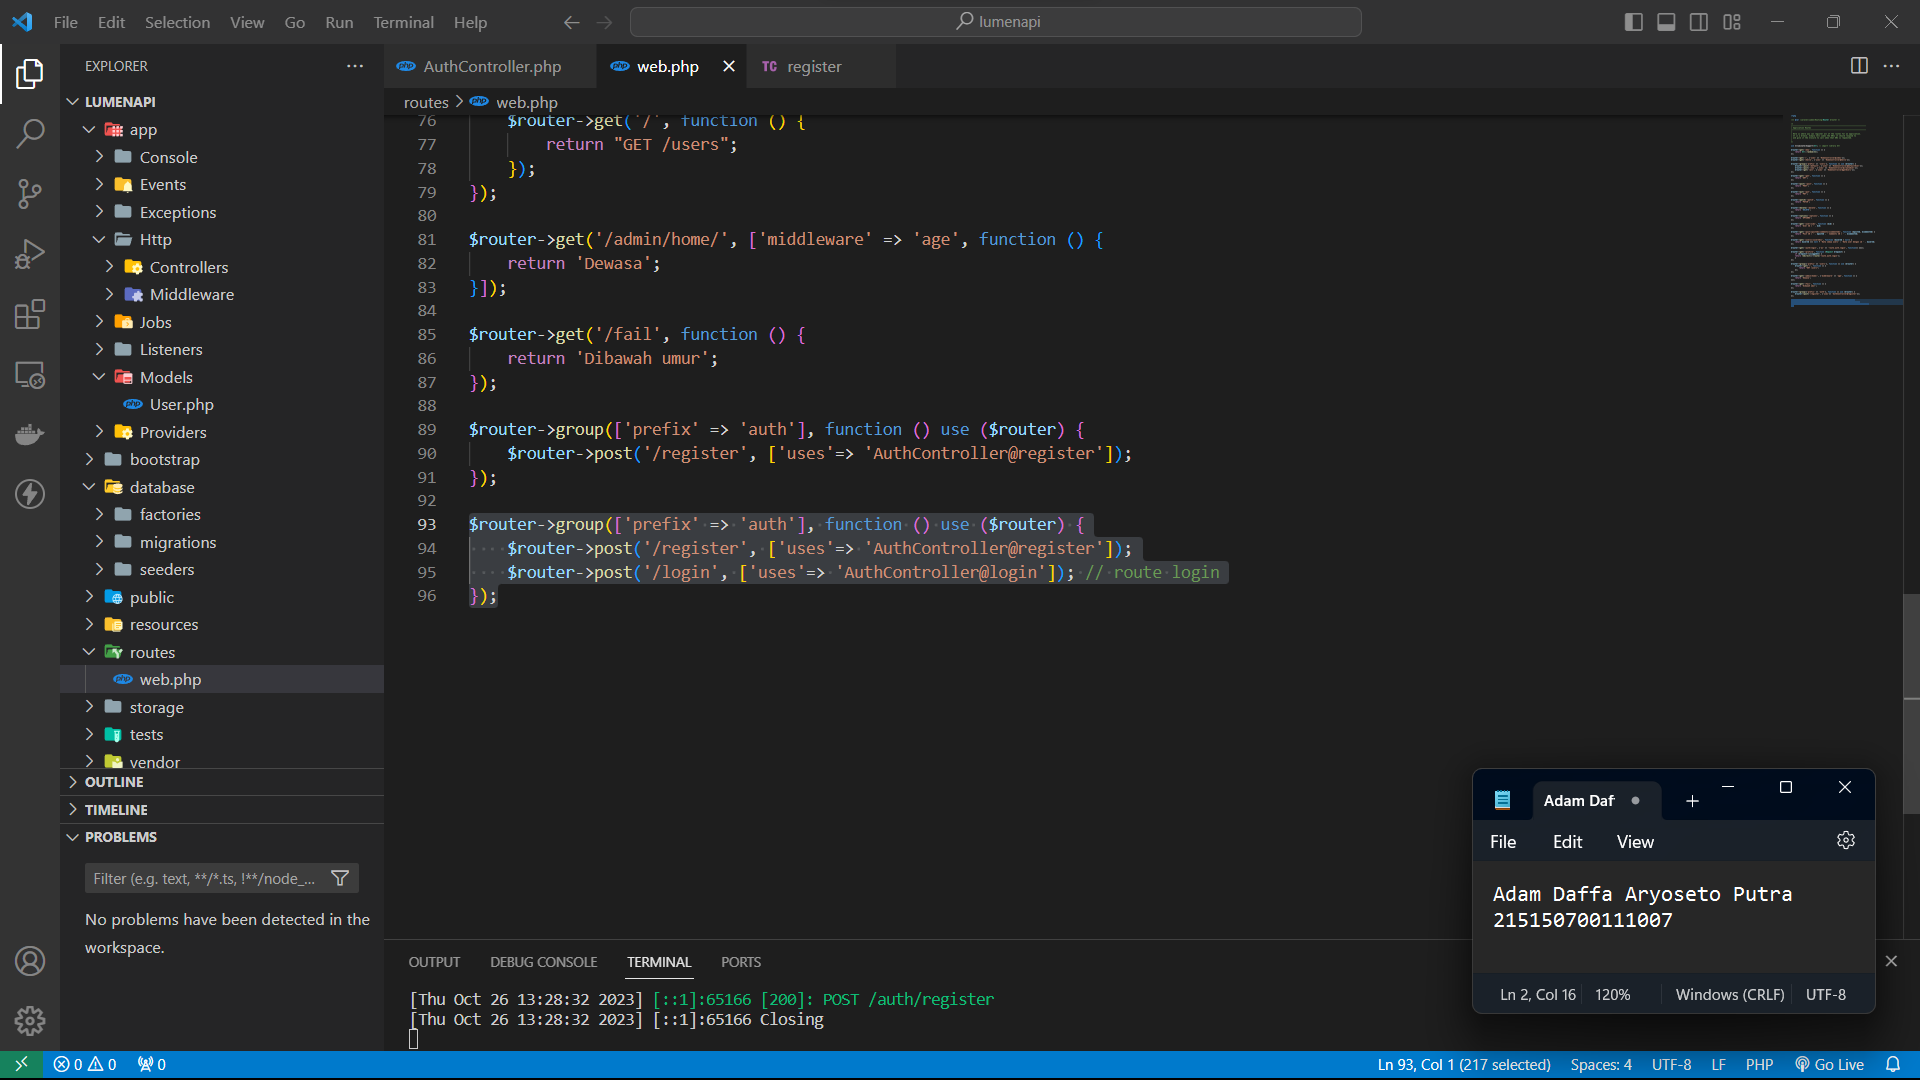 File Edit Selection View Go Run Terminal Help
lumenapi
EXPLORER
LUMENAPI
app
Console
Events
Exceptions
Http
Controllers
Middleware
Jobs
Listeners
Models
User.php
Providers
bootstrap
database
factories
migrations
seeders
public
resources
routes
web.php
storage
tests
vendor
OUTLINE
TIMELINE
PROBLEMS
Filter (e.g. text, **/*.ts, !**/node_...
No problems have been detected in the
workspace.
AuthController.php
web.php
TC register
routes > web.php
76 $router->get('/', function () {
77 return "GET /users";
78 });
79 });
80
81 $router->get('/admin/home/', ['middleware' => 'age', function () {
82 return 'Dewasa';
83 }]);
84
85 $router->get('/fail', function () {
86 return 'Dibawah umur';
87 });
88
89 $router->group(['prefix' => 'auth'], function () use ($router) {
90 $router->post('/register', ['uses'=> 'AuthController@register']);
91 });
92
93 $router->group(['prefix' => 'auth'], function () use ($router) {
94 $router->post('/register', ['uses'=> 'AuthController@register']);
95 $router->post('/login', ['uses'=> 'AuthController@login']); // route login
96 });
OUTPUT DEBUG CONSOLE TERMINAL PORTS
[Thu Oct 26 13:28:32 2023] [::1]:65166 [200]: POST /auth/register
[Thu Oct 26 13:28:32 2023] [::1]:65166 Closing
Adam Daf
File Edit View
Adam Daffa Aryoseto Putra
215150700111007
Ln 2, Col 16 120% Windows (CRLF) UTF-8
0 0 0
Ln 93, Col 1 (217 selected) Spaces: 4 UTF-8 LF PHP Go Live